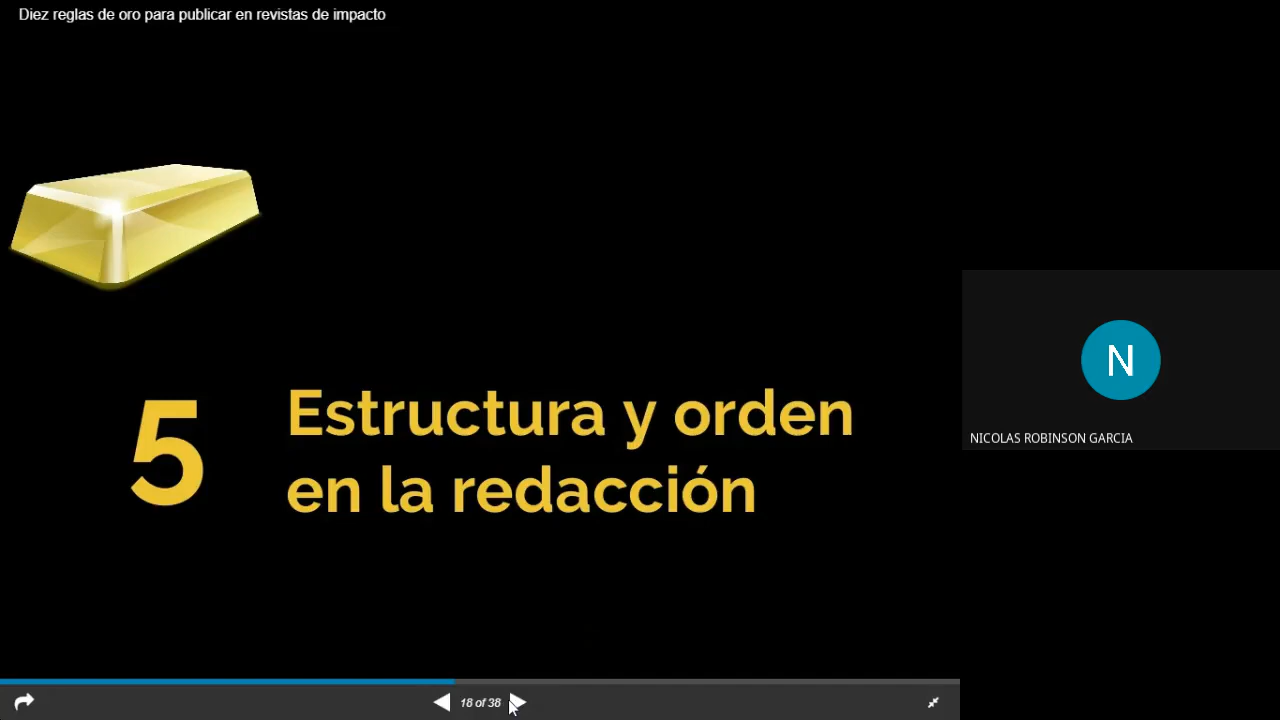 Diez reglas de oro para publicar en revistas de impacto
5
Estructura y orden
en la redacción
N
NICOLAS ROBINSON GARCIA
18 of 38